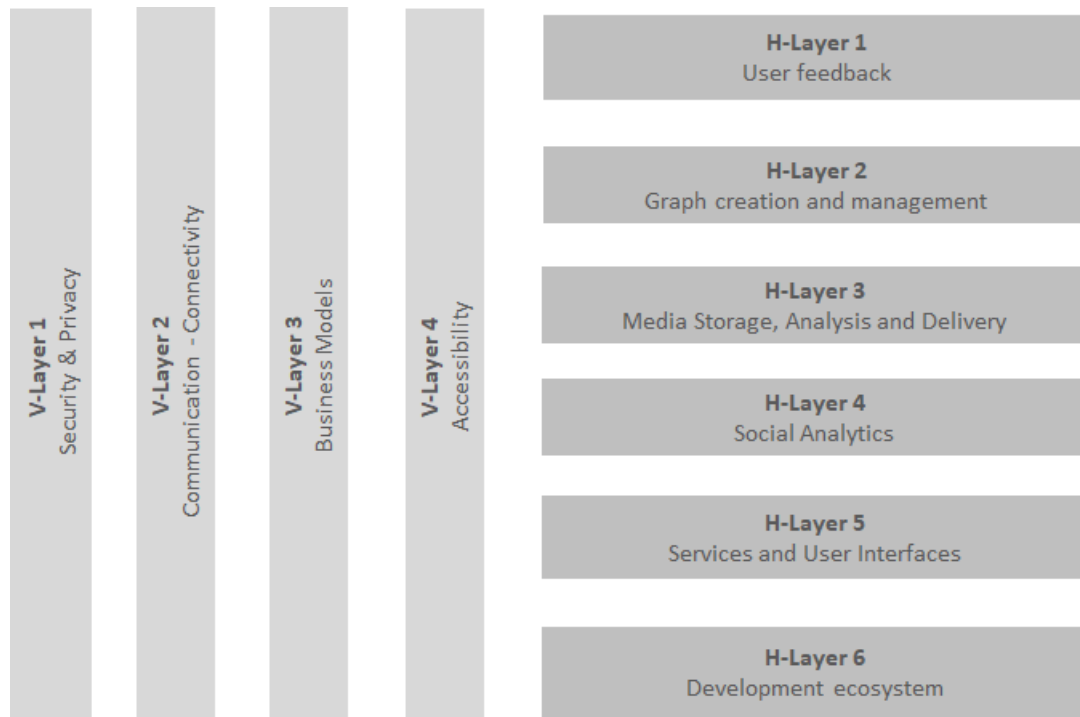 V-Layer 1
Security & Privacy
V-Layer 2
Communication - Connectivity
V-Layer 3
Business Models
V-Layer 4
Accessibility
H-Layer 1
User feedback
H-Layer 2
Graph creation and management
H-Layer 3
Media Storage, Analysis and Delivery
H-Layer 4
Social Analytics
H-Layer 5
Services and User Interfaces
H-Layer 6
Development ecosystem